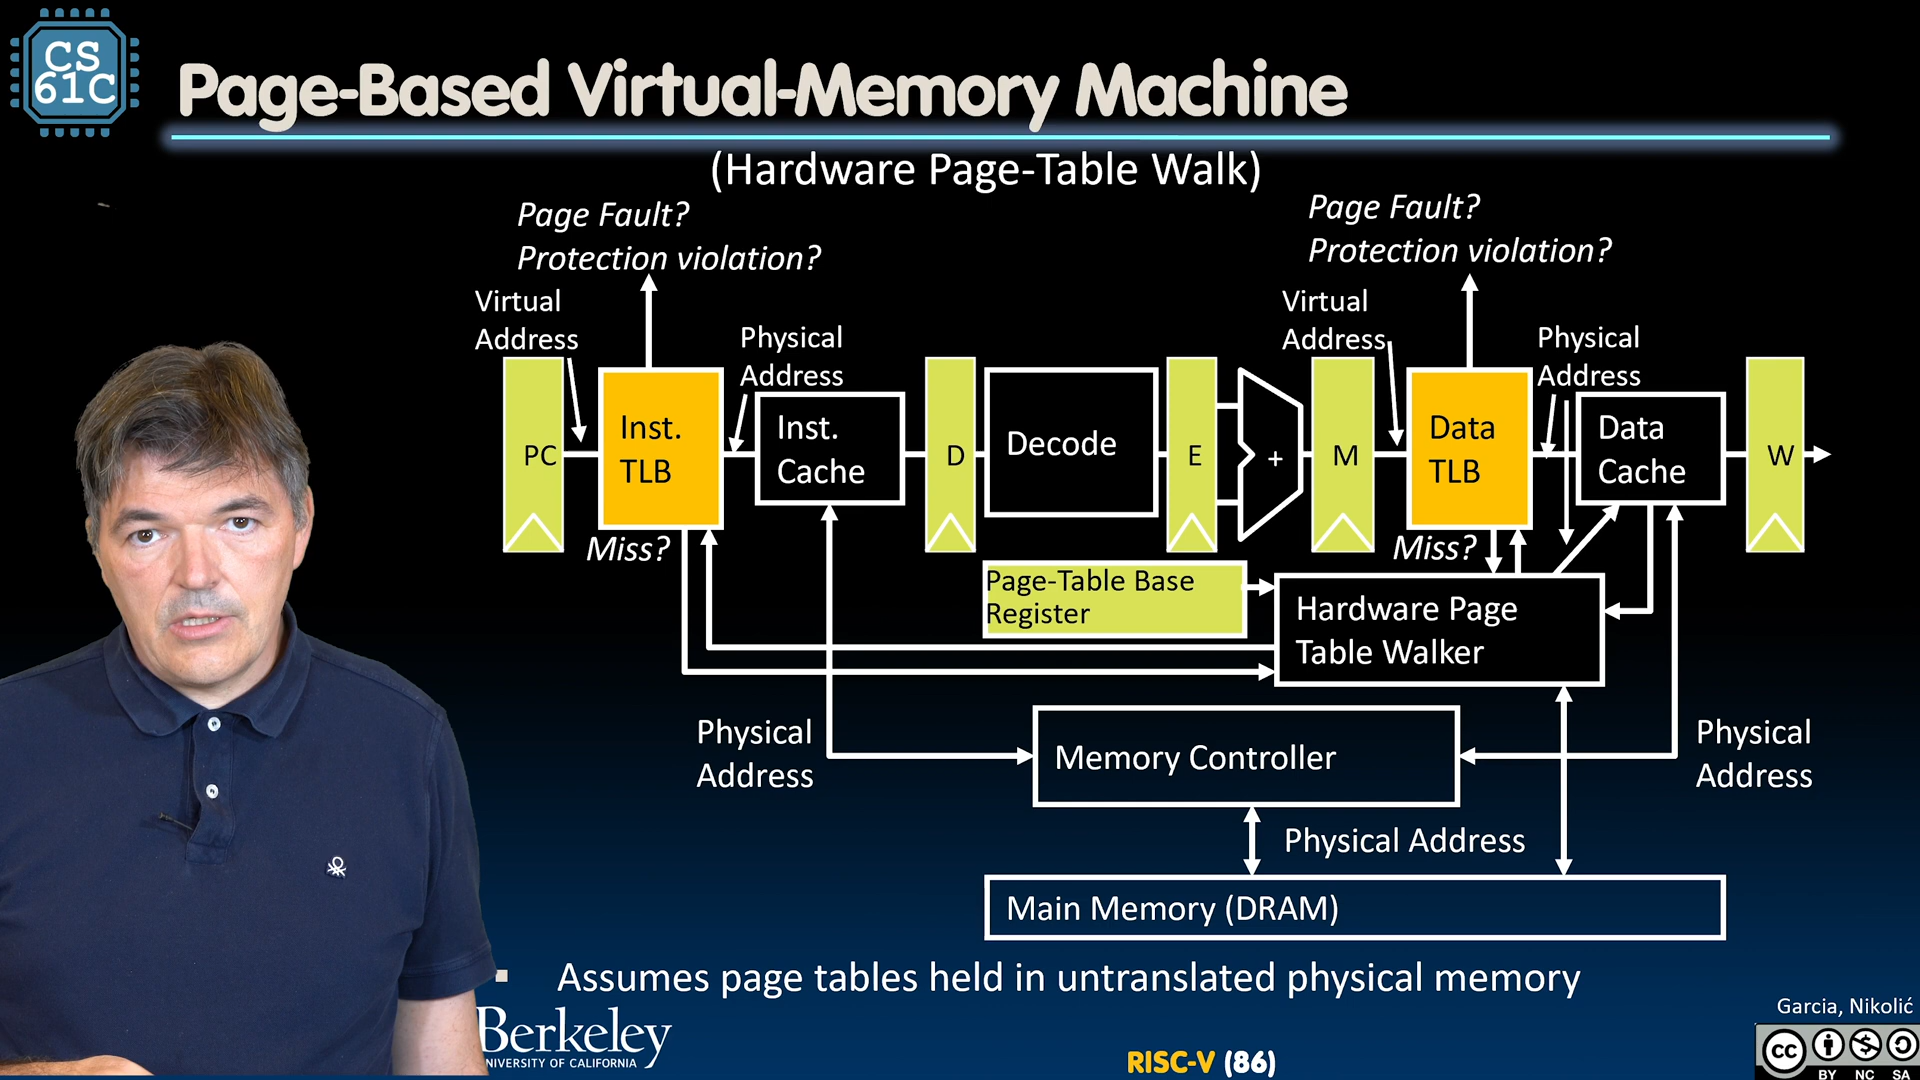 CS
61C
Page-Based Virtual-Memory Machine
(Hardware Page-Table Walk)
Page Fault?
Protection violation?
Page Fault?
Protection violation?
Virtual
Address
Physical
Address
Virtual
Address
Physical
Address
PC
Inst.
TLB
Inst.
Cache
D
Decode
E
+
M
Data
TLB
Data
Cache
W
Miss?
Miss?
Page-Table Base
Register
Hardware Page
Table Walker
Physical
Address
Memory Controller
Physical
Address
Physical Address
Main Memory (DRAM)
Assumes page tables held in untranslated physical memory
Berkeley
UNIVERSITY OF CALIFORNIA
RISC-V (86)
Garcia, Nikolić
cc
BY NC SA